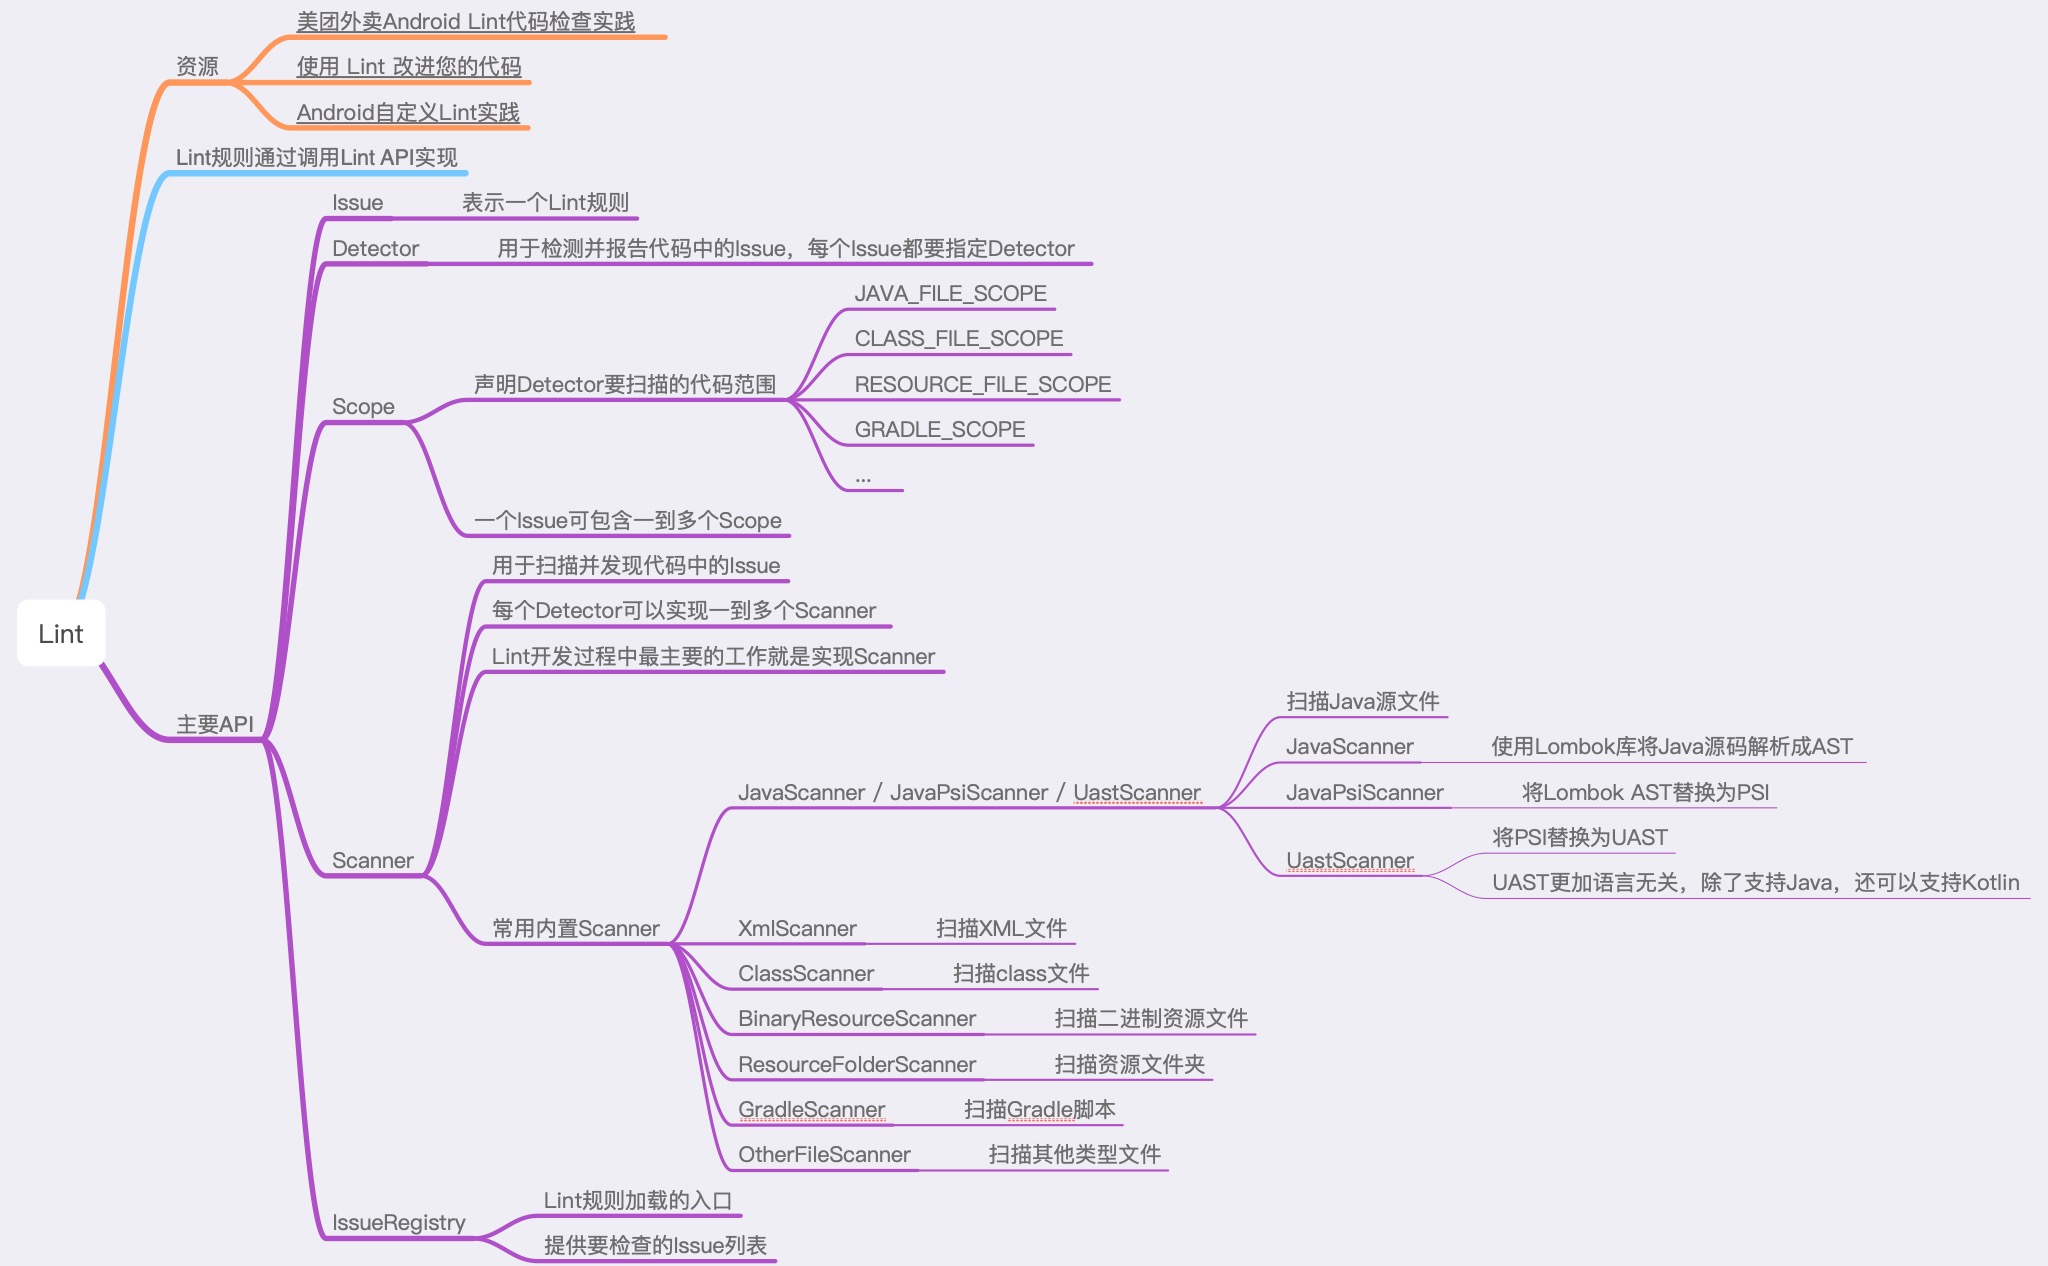 美团外卖Android Lint代码检查实践
资源
使用 Lint 改进您的代码
Android自定义Lint实践
Lint规则通过调用Lint API实现
Issue
表示一个Lint规则
Detector
用于检测并报告代码中的Issue，每个Issue都要指定Detector
JAVA_FILE_SCOPE
CLASS_FILE_SCOPE
声明Detector要扫描的代码范围
RESOURCE_FILE_SCOPE
Scope
GRADLE_SCOPE
...
一个Issue可包含一到多个Scope
用于扫描并发现代码中的Issue
每个Detector可以实现一到多个Scanner
Lint
Lint开发过程中最主要的工作就是实现Scanner
主要API
扫描Java源文件
JavaScanner
使用Lombok库将Java源码解析成AST
JavaScanner / JavaPsiScanner / UastScanner
JavaPsiScanner
将Lombok AST替换为PSI
将PSI替换为UAST
Scanner
UastScanner
UAST更加语言无关，除了支持Java，还可以支持Kotlin
常用内置Scanner
XmlScanner
扫描XML文件
ClassScanner
扫描class文件
BinaryResourceScanner
扫描二进制资源文件
ResourceFolderScanner
扫描资源文件夹
GradleScanner
扫描Gradle脚本
OtherFileScanner
扫描其他类型文件
Lint规则加载的入口
IssueRegistry
提供要检查的Issue列表